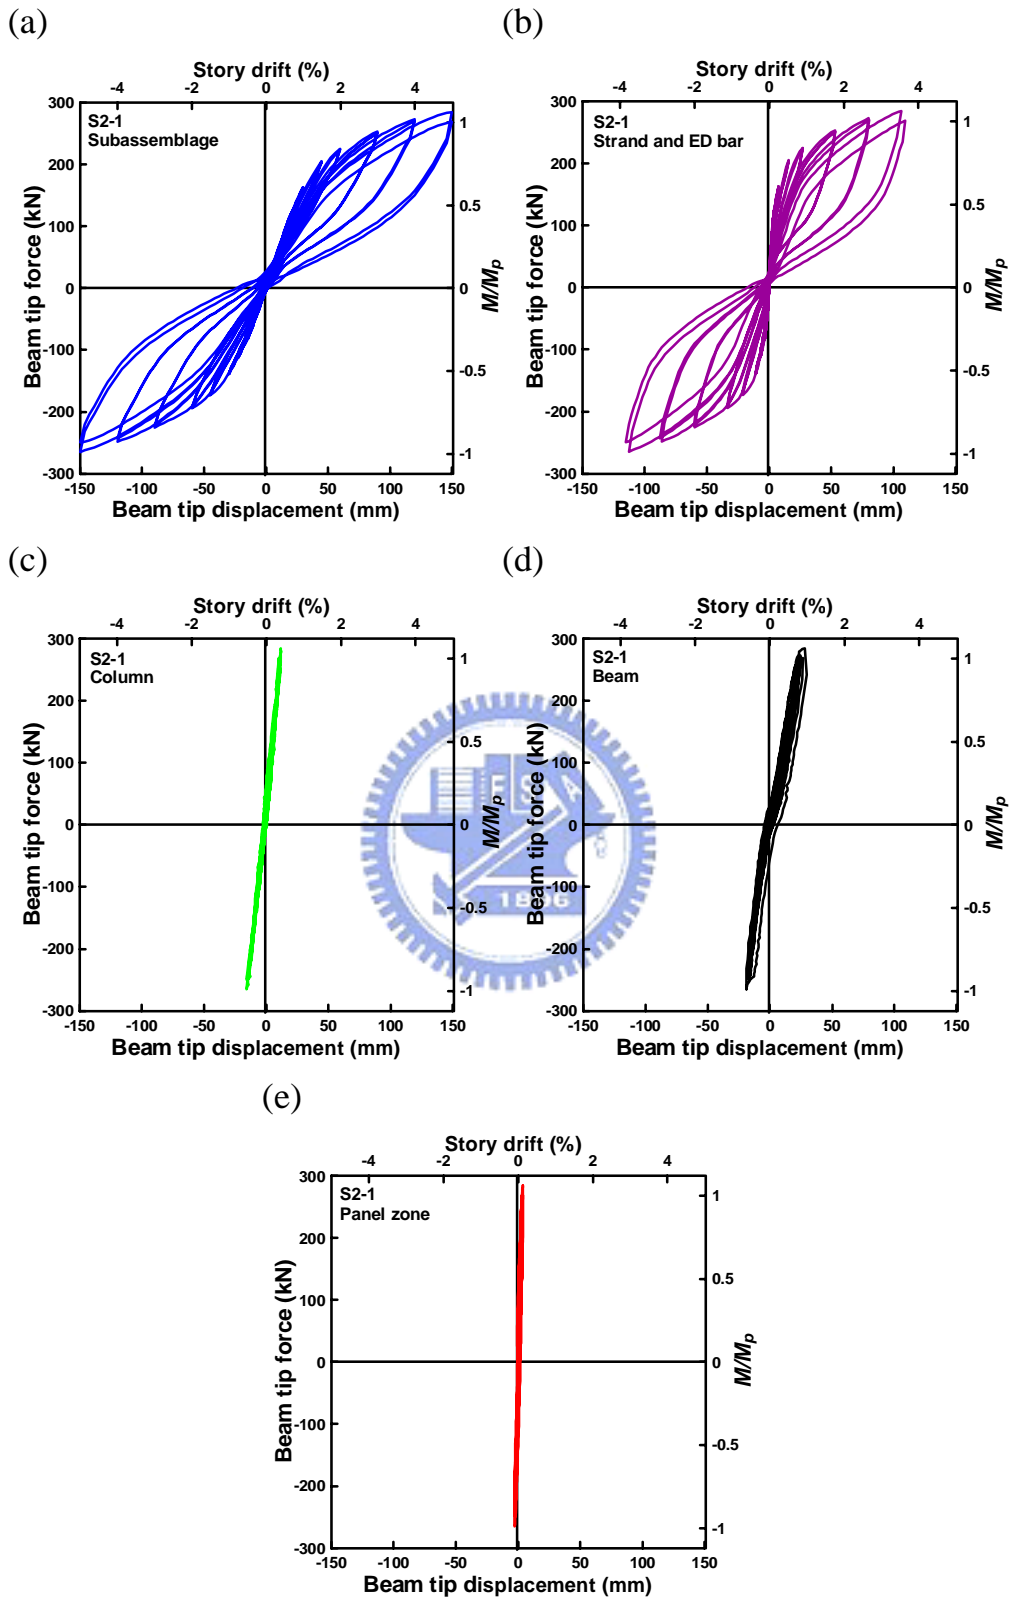 (a)
Story drift (%)
-4 -2 0 2 4
S2-1
Subassemblage
Beam tip force (kN)
300
200
100
0
-100
-200
-300
1
0.5
0
-0.5
-1
M/Mp
-150 -100 -50 0 50 100 150
Beam tip displacement (mm)
(b)
Story drift (%)
-4 -2 0 2 4
S2-1
Strand and ED bar
Beam tip force (kN)
300
200
100
0
-100
-200
-300
1
0.5
0
-0.5
-1
M/Mp
-150 -100 -50 0 50 100 150
Beam tip displacement (mm)
(c)
Story drift (%)
-4 -2 0 2 4
S2-1
Column
Beam tip force (kN)
300
200
100
0
-100
-200
-300
1
0.5
0
-0.5
-1
M/Mp
-150 -100 -50 0 50 100 150
Beam tip displacement (mm)
(d)
Story drift (%)
-4 -2 0 2 4
S2-1
Beam
Beam tip force (kN)
300
200
100
0
-100
-200
-300
1
0.5
0
-0.5
-1
M/Mp
-150 -100 -50 0 50 100 150
Beam tip displacement (mm)
1896
(e)
Story drift (%)
-4 -2 0 2 4
S2-1
Panel zone
Beam tip force (kN)
300
200
100
0
-100
-200
-300
1
0.5
0
-0.5
-1
M/Mp
-150 -100 -50 0 50 100 150
Beam tip displacement (mm)